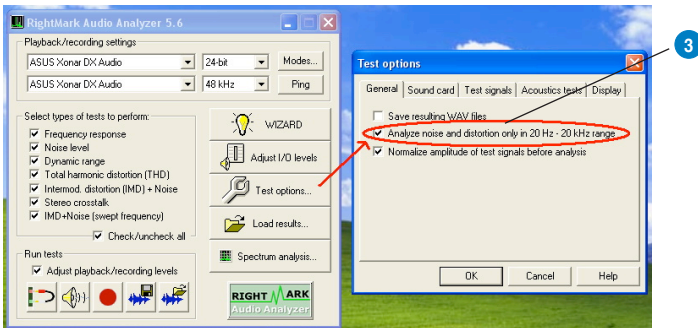 RightMark Audio Analyzer 5.6
Playback/recording settings
ASUS Xonar DX Audio
24-bit
Modes...
ASUS Xonar DX Audio
48 kHz
Ping
Select types of tests to perform:
Frequency response
Noise level
Dynamic range
Total harmonic distortion (THD)
Intermod. distortion (IMD) + Noise
Stereo crosstalk
IMD+Noise (swept frequency)
Check/uncheck all
WIZARD
Adjust I/O levels
Test options...
Load results...
Spectrum analysis...
Run tests
Adjust playback/recording levels
RIGHT MARK
Audio Analyzer
Test options
General
Sound card
Test signals
Acoustics tests
Display
Save resulting WAV files
Analyze noise and distortion only in 20 Hz - 20 kHz range
Normalize amplitude of test signals before analysis
OK
Cancel
Help
3